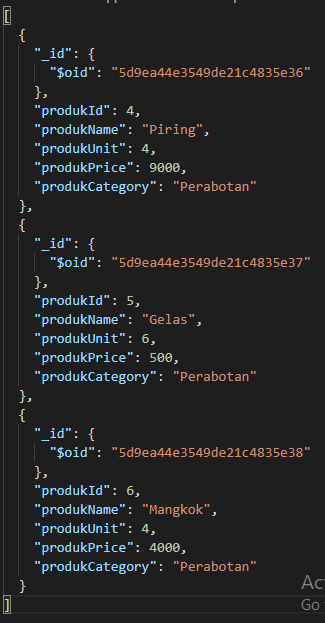 [
  {
    "_id": {
      "$oid": "5d9ea44e3549de21c4835e36"
    },
    "produkId": 4,
    "produkName": "Piring",
    "produkUnit": 4,
    "produkPrice": 9000,
    "produkCategory": "Perabotan"
  },
  {
    "_id": {
      "$oid": "5d9ea44e3549de21c4835e37"
    },
    "produkId": 5,
    "produkName": "Gelas",
    "produkUnit": 6,
    "produkPrice": 500,
    "produkCategory": "Perabotan"
  },
  {
    "_id": {
      "$oid": "5d9ea44e3549de21c4835e38"
    },
    "produkId": 6,
    "produkName": "Mangkok",
    "produkUnit": 4,
    "produkPrice": 4000,
    "produkCategory": "Perabotan"
  }
Act
]
Go